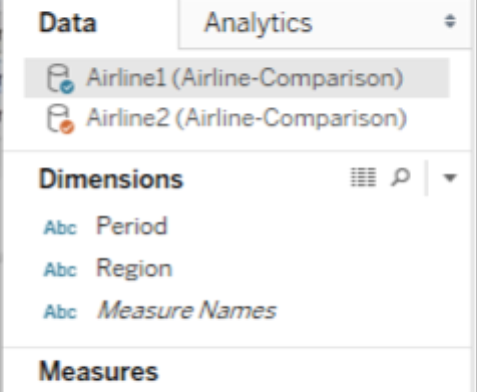 Data Analytics
Airline1 (Airline-Comparison)
Airline2 (Airline-Comparison)
Dimensions
Abc Period
Abc Region
Abc Measure Names
Measures